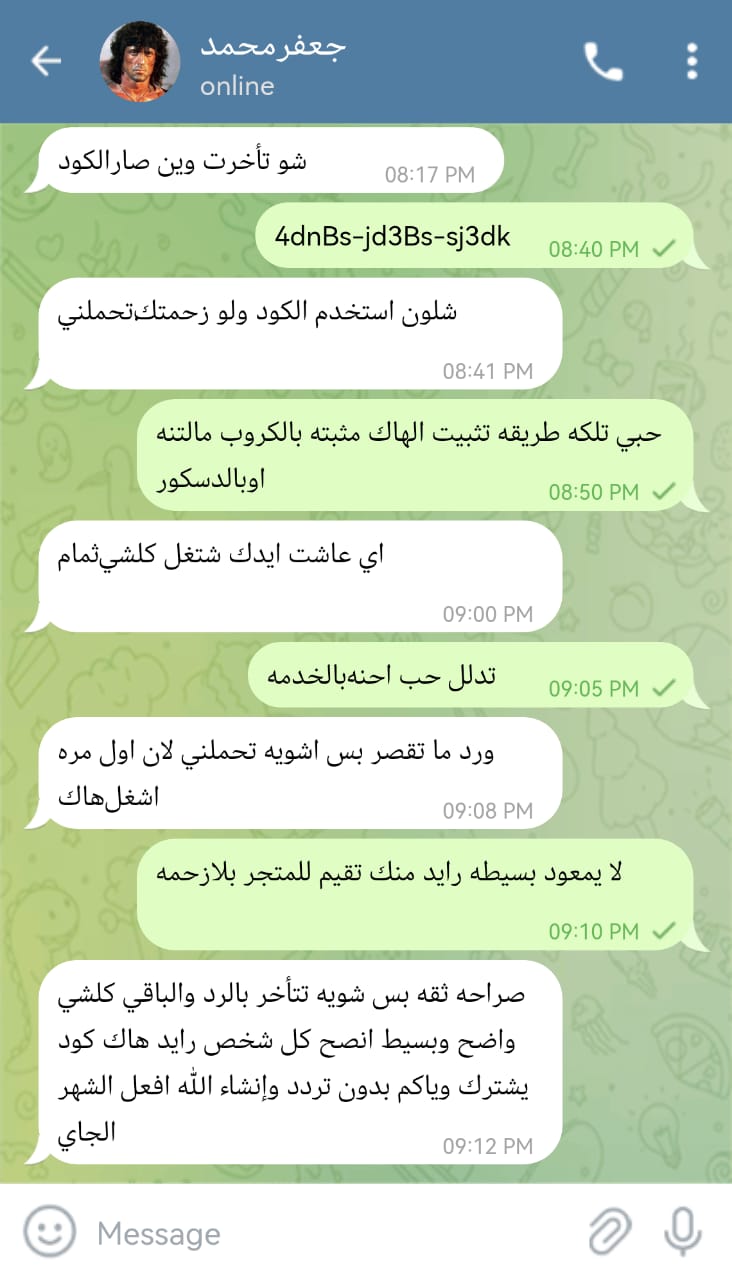 جعفرمحمد
online
شو تأخرت وين صارالكود
08:17 PM
4dnBs-jd3Bs-sj3dk
08:40 PM
شلون استخدم الكود ولو زحمتك,تحملني
08:41 PM
حبي تلكه طريقه تثبيت الهاك مثبته بالكروب مالتنه
اوبالدسكور
08:50 PM
اي عاشت ايدك شتغل كلشي,ثمام
09:00 PM
تدلل حب احنه,بالخدمه
09:05 PM
ورد ما تقصر بس اشويه تحملني لان اول مره
اشغل,هاك
09:08 PM
لا يمعود بسيطه رايد منك تقيم للمتجر بلازحمه
09:10 PM
صراحه ثقه بس شويه تتأخر بالرد والباقي كلشي
واضح وبسيط انصح كل شخص رايد هاك كود
يشترك وياكم بدون تردد وإنشاء الله افعل الشهر
الجاي
09:12 PM
Message